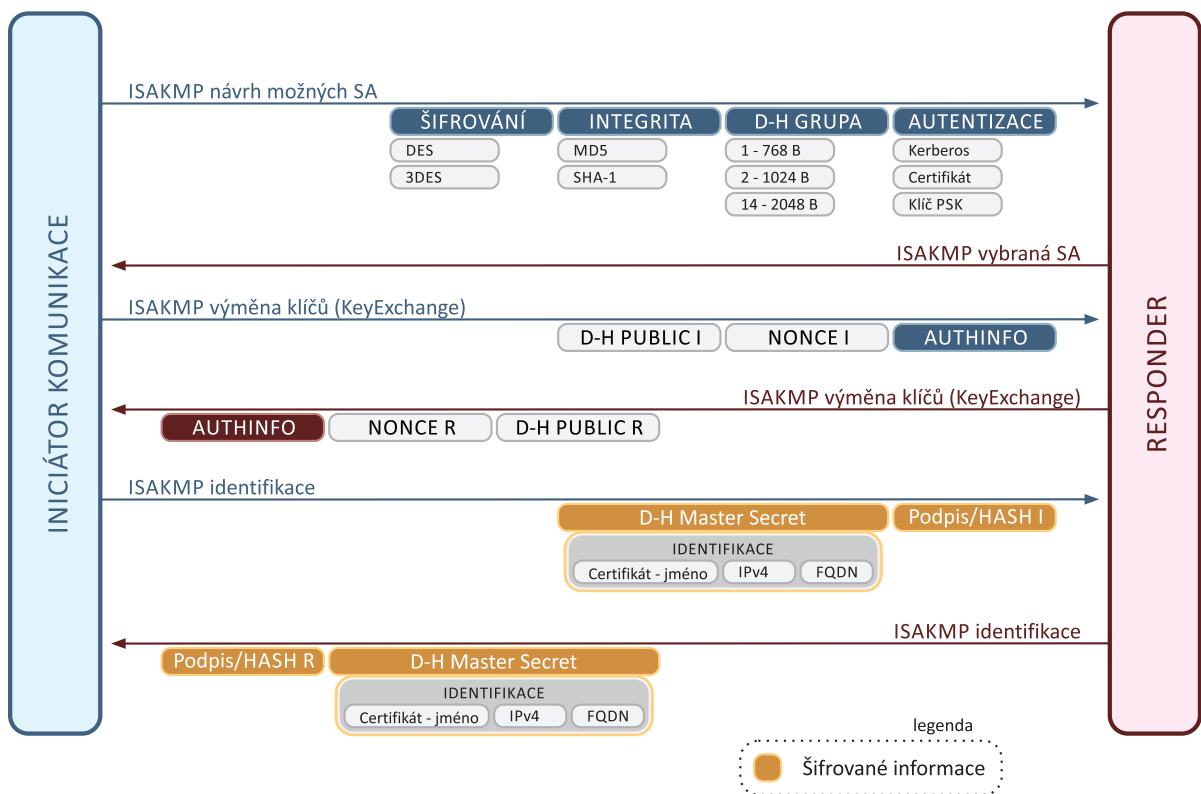 INICIÁTOR KOMUNIKACE
RESPONDER
ISAKMP návrh možných SA
ŠIFROVÁNÍ INTEGRITA D-H GRUPA AUTENTIZACE
DES MD5 1 - 768 B Kerberos
3DES SHA-1 2 - 1024 B Certifikát
14 - 2048 B Klíč PSK
ISAKMP vybraná SA
ISAKMP výměna klíčů (KeyExchange)
D-H PUBLIC I NONCE I AUTHINFO
ISAKMP výměna klíčů (KeyExchange)
AUTHINFO NONCE R D-H PUBLIC R
ISAKMP identifikace
D-H Master Secret Podpis/HASH I
IDENTIFIKACE
Certifikát - jméno IPv4 FQDN
ISAKMP identifikace
Podpis/HASH R D-H Master Secret
IDENTIFIKACE
Certifikát - jméno IPv4 FQDN
legenda
Šifrované informace